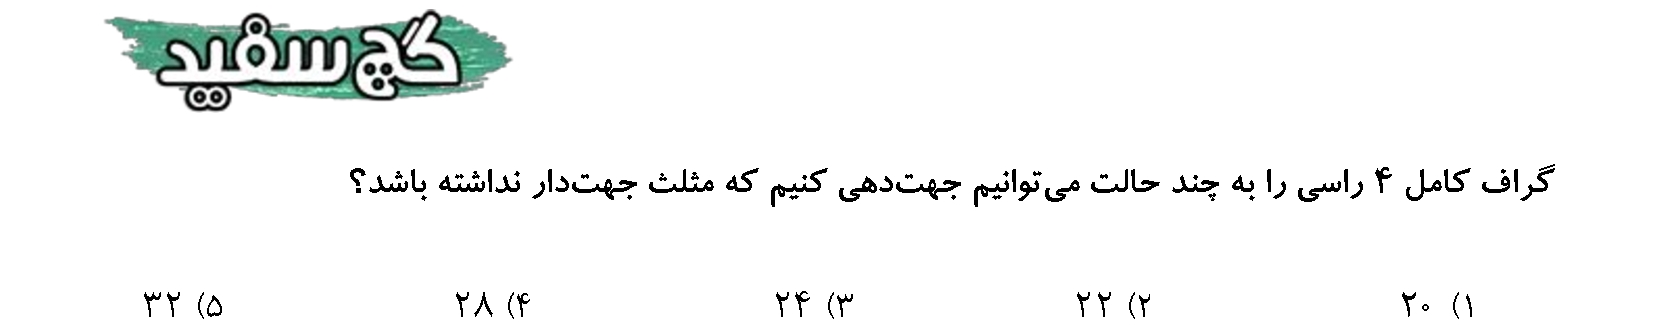 گچ سفید
گراف کامل ۴ راسی را به چند حالت می‌توانیم جهت‌دهی کنیم که مثلث جهت‌دار نداشته باشد؟
۱) ۲۰ ۲) ۲۲ ۳) ۲۴ ۴) ۲۸ ۵) ۳۲